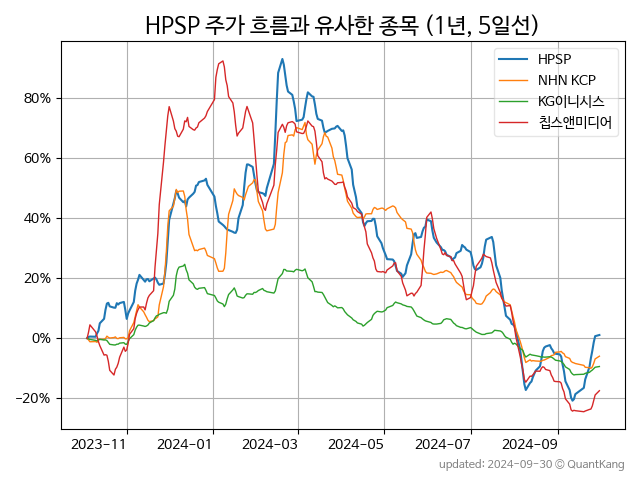 HPSP 주가 흐름과 유사한 종목 (1년, 5일선)
HPSP
NHN KCP
KG이니시스
칩스앤미디어
80%
60%
40%
20%
0%
−20%
2023-11
2024-01
2024-03
2024-05
2024-07
2024-09
updated: 2024-09-30 © QuantKang